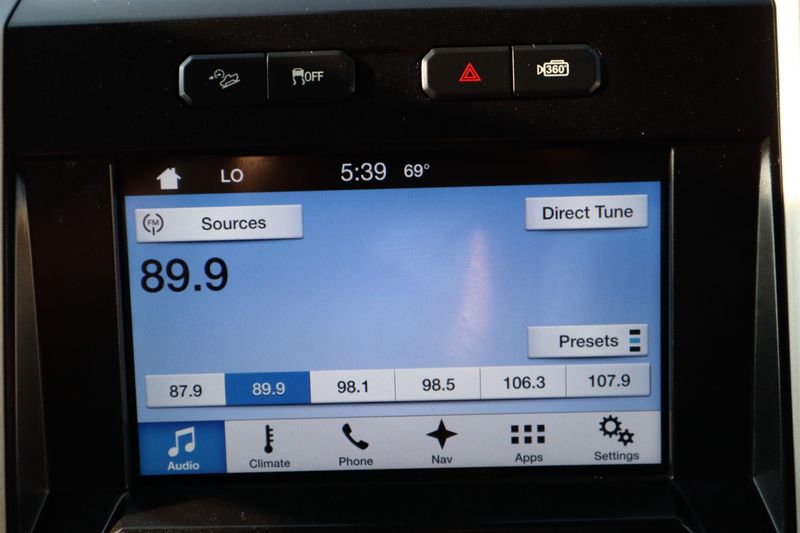 OFF
360°
LO 5:39 69°
FM Sources Direct Tune
89.9
Presets
87.9 89.9 98.1 98.5 106.3 107.9
Audio Climate Phone Nav Apps Settings